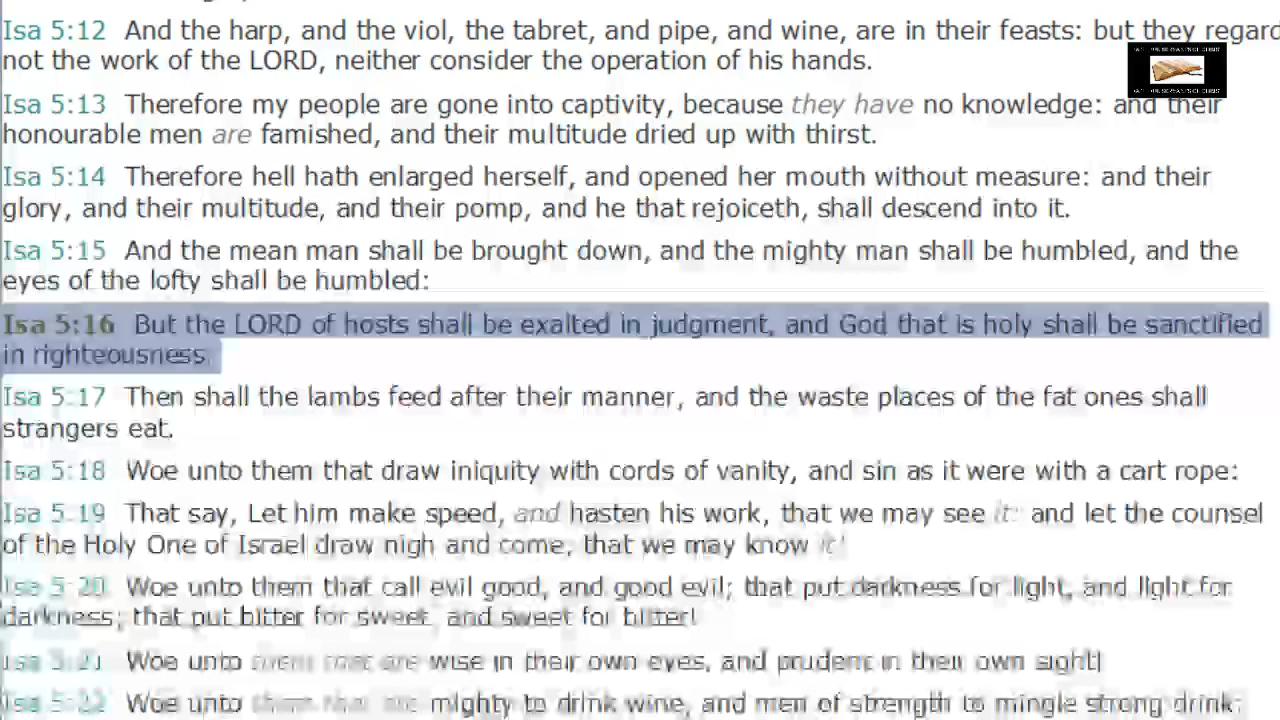 Isa 5:12 And the harp, and the viol, the tabret, and pipe, and wine, are in their feasts: but they regard
not the work of the LORD, neither consider the operation of his hands.
Isa 5:13 Therefore my people are gone into captivity, because they have no knowledge: and their
honourable men are famished, and their multitude dried up with thirst.
Isa 5:14 Therefore hell hath enlarged herself, and opened her mouth without measure: and their
glory, and their multitude, and their pomp, and he that rejoiceth, shall descend into it.
Isa 5:15 And the mean man shall be brought down, and the mighty man shall be humbled, and the
eyes of the lofty shall be humbled:
Isa 5:16 But the LORD of hosts shall be exalted in judgment, and God that is holy shall be sanctified
in righteousness.
Isa 5:17 Then shall the lambs feed after their manner, and the waste places of the fat ones shall
strangers eat.
Isa 5:18 Woe unto them that draw iniquity with cords of vanity, and sin as it were with a cart rope:
Isa 5:19 That say, Let him make speed, and hasten his work, that we may see it: and let the counsel
of the Holy One of Israel draw nigh and come, that we may know it!
Isa 5:20 Woe unto them that call evil good, and good evil; that put darkness for light, and light for
darkness; that put bitter for sweet, and sweet for bitter!
Isa 5:21 Woe unto them that are wise in their own eyes, and prudent in their own sight!
Isa 5:22 Woe unto them that are mighty to drink wine, and men of strength to mingle strong drink: